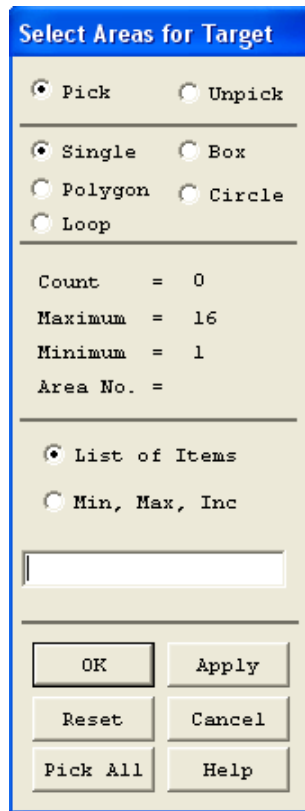 Select Areas for Target
Pick Unpick
Single Box
Polygon Circle
Loop
Count = 0
Maximum = 16
Minimum = 1
Area No. =
List of Items
Min, Max, Inc
OK Apply
Reset Cancel
Pick All Help